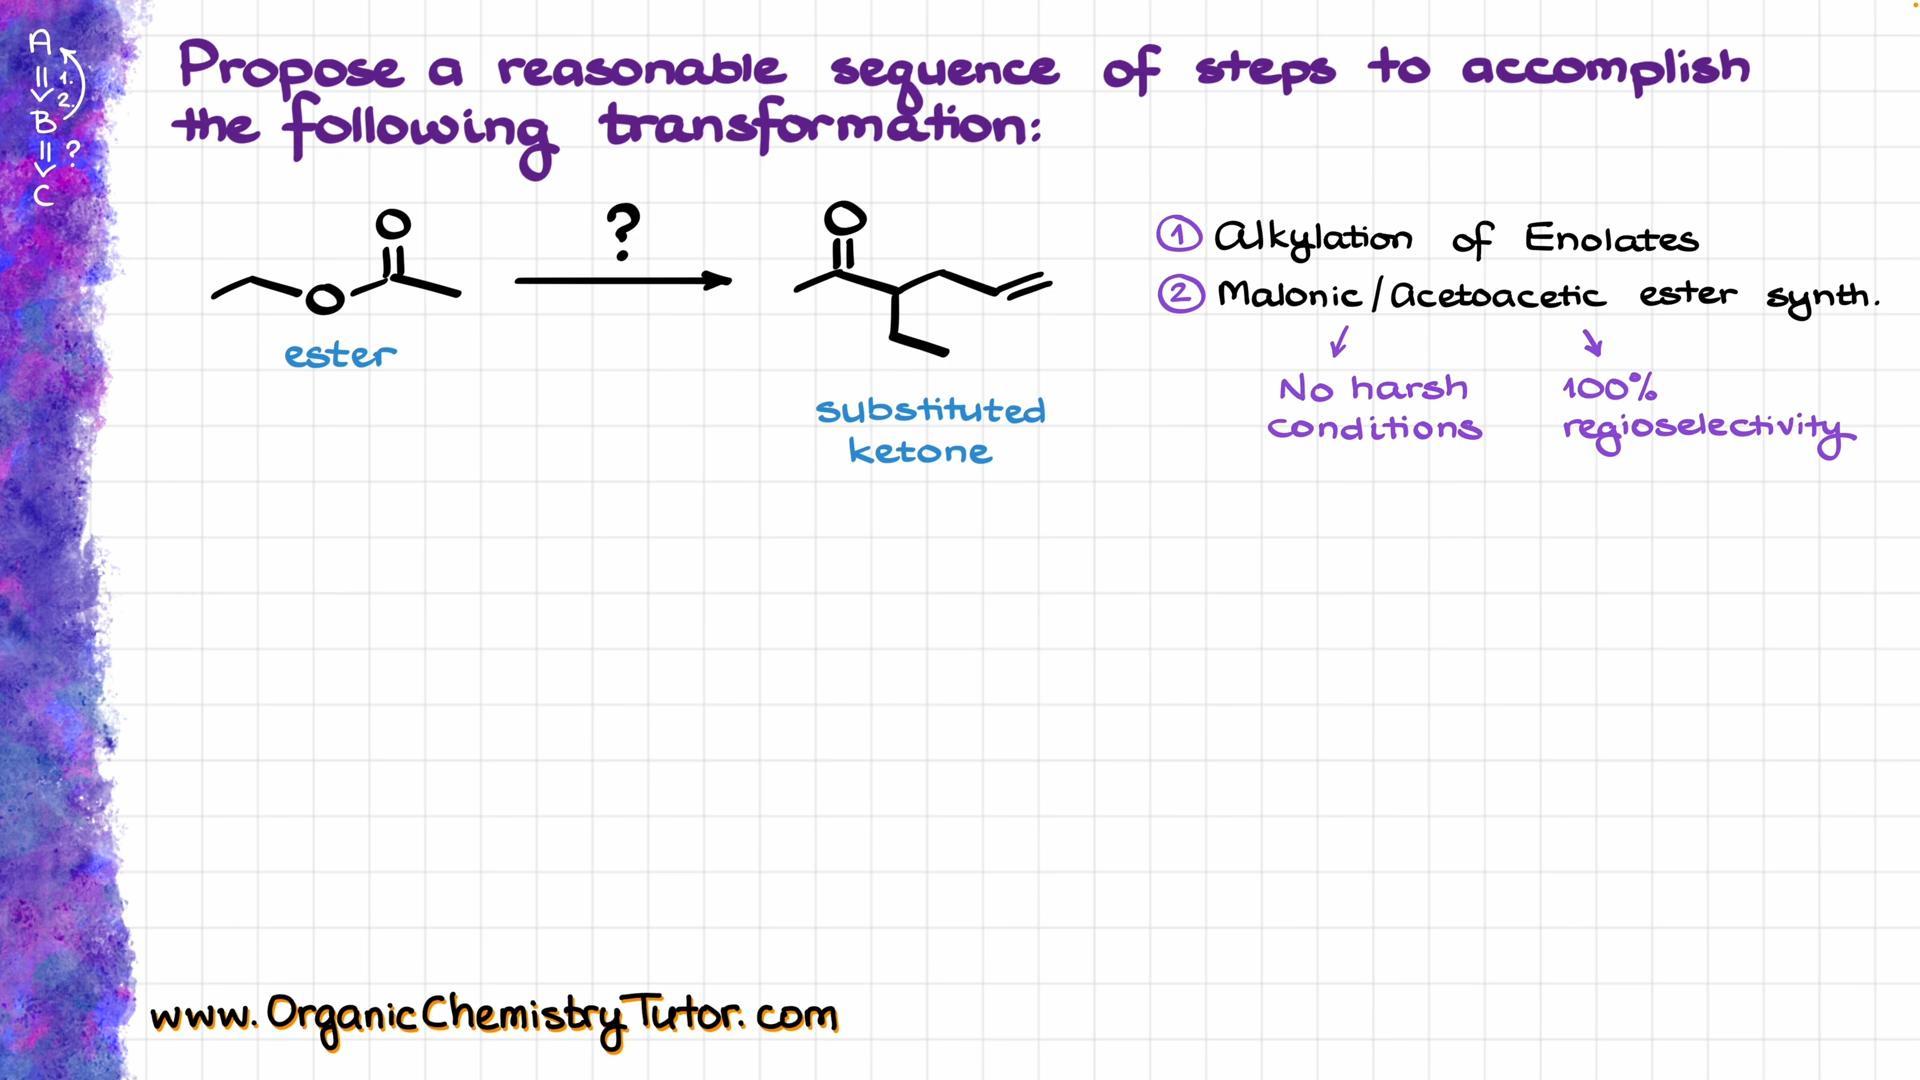 A
1.
2.
B
?
C
Propose a reasonable sequence of steps to accomplish
the following transformation:
O
O
ester
?
O
substituted
ketone
1 Alkylation of Enolates
2 Malonic/Acetoacetic ester synth.
No harsh
conditions
100%
regioselectivity
www.OrganicChemistryTutor.com